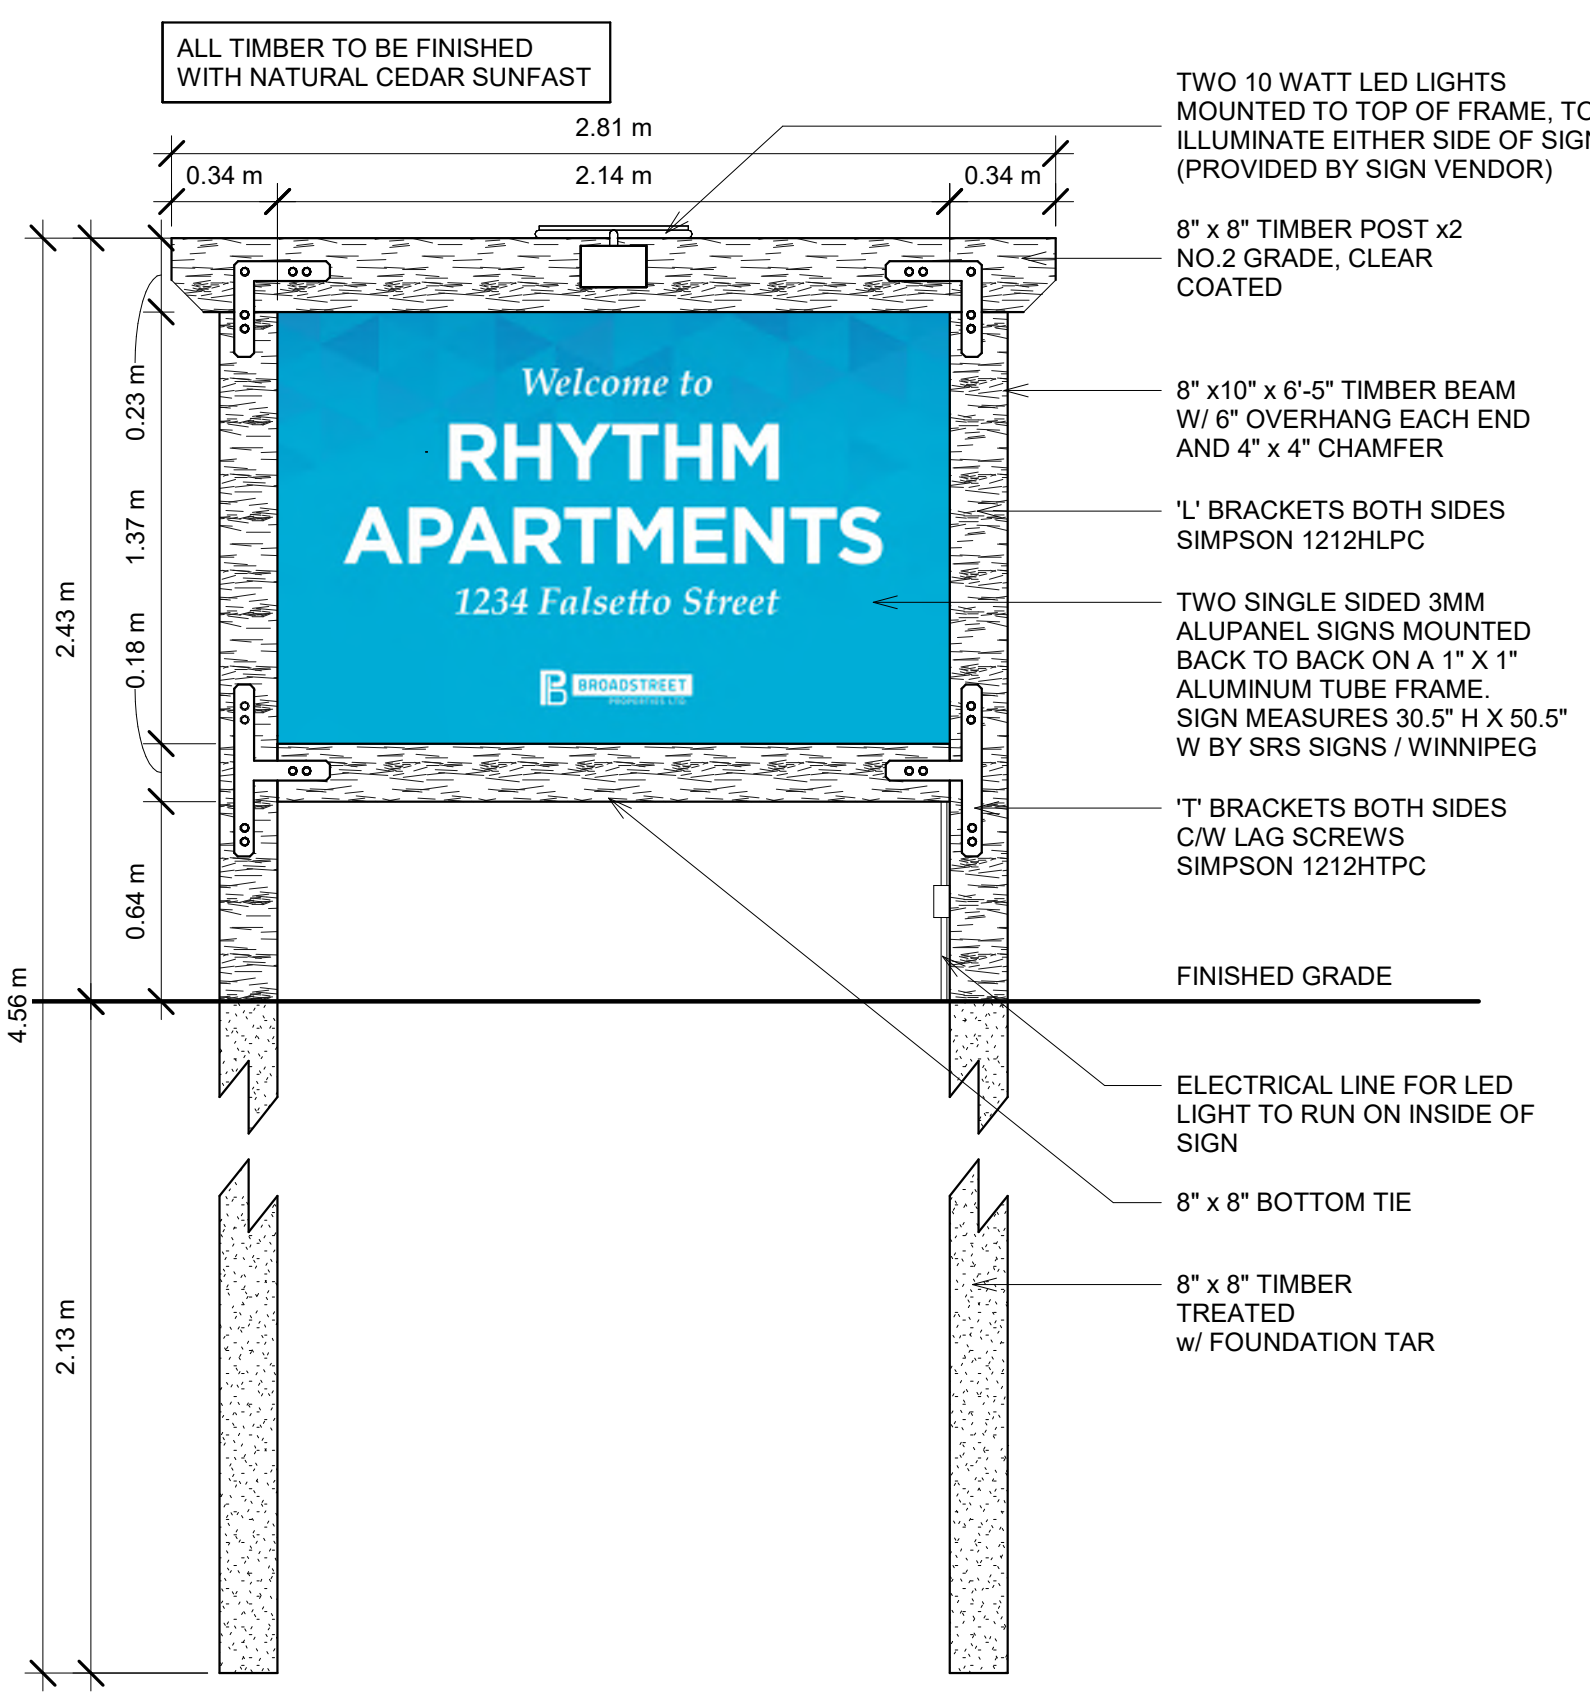 ALL TIMBER TO BE FINISHED
WITH NATURAL CEDAR SUNFAST
2.81 m
0.34 m
2.14 m
0.34 m
TWO 10 WATT LED LIGHTS
MOUNTED TO TOP OF FRAME, TO
ILLUMINATE EITHER SIDE OF SIGN
(PROVIDED BY SIGN VENDOR)
8" x 8" TIMBER POST x2
NO.2 GRADE, CLEAR
COATED
8" x10" x 6'-5" TIMBER BEAM
W/ 6" OVERHANG EACH END
AND 4" x 4" CHAMFER
'L' BRACKETS BOTH SIDES
SIMPSON 1212HLPC
TWO SINGLE SIDED 3MM
ALUPANEL SIGNS MOUNTED
BACK TO BACK ON A 1" X 1"
ALUMINUM TUBE FRAME.
SIGN MEASURES 30.5" H X 50.5"
W BY SRS SIGNS / WINNIPEG
'T' BRACKETS BOTH SIDES
C/W LAG SCREWS
SIMPSON 1212HTPC
FINISHED GRADE
ELECTRICAL LINE FOR LED
LIGHT TO RUN ON INSIDE OF
SIGN
8" x 8" BOTTOM TIE
8" x 8" TIMBER
TREATED
w/ FOUNDATION TAR
Welcome to
RHYTHM
APARTMENTS
1234 Falsetto Street
BROADSTREET
PROPERTIES LTD.
0.23 m
1.37 m
0.18 m
0.64 m
2.43 m
2.13 m
4.56 m